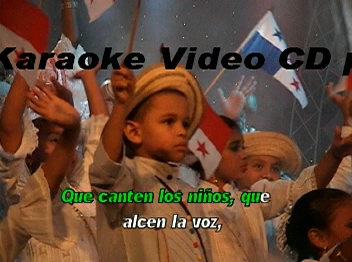 Karaoke Video CD p
Que canten los niños, que
alcen la voz,